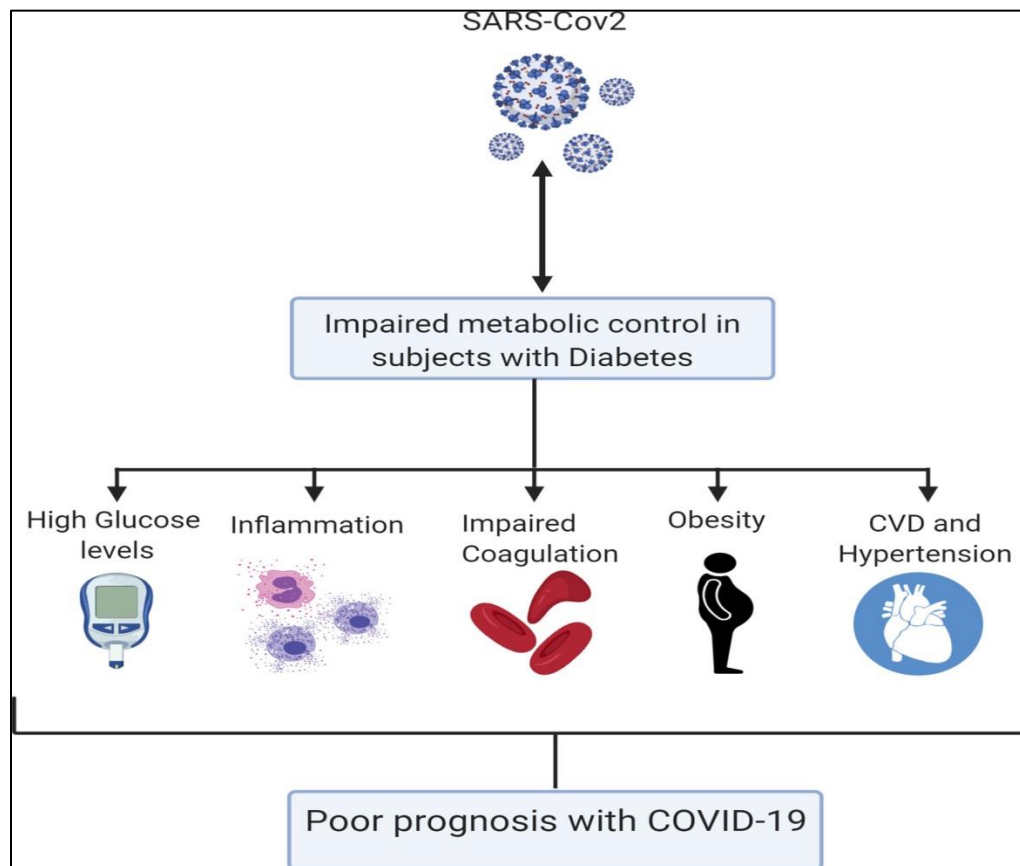 SARS-Cov2
Impaired metabolic control in
subjects with Diabetes
High Glucose
levels
Inflammation
Impaired
Coagulation
Obesity
CVD and
Hypertension
Poor prognosis with COVID-19